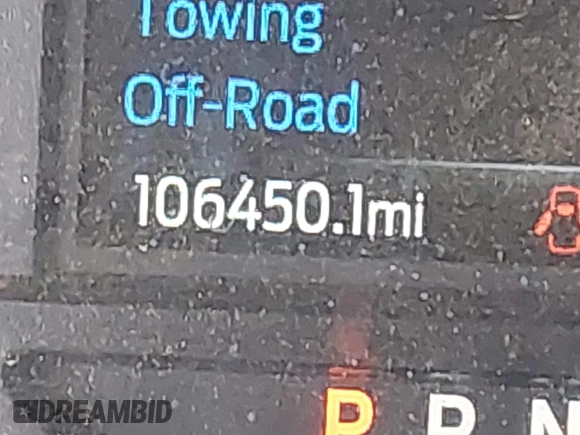 Towing
Off-Road
106450.1mi
P R N
DREAMBID